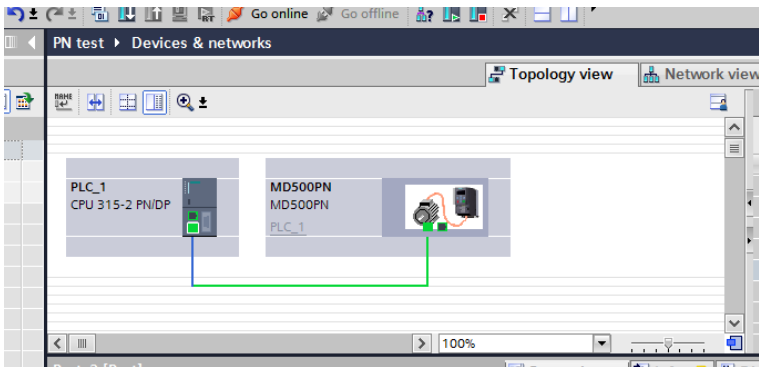 Go online Go offline
PN test Devices & networks
Topology view Network view
NAME
PLC_1
CPU 315-2 PN/DP
MD500PN
MD500PN
PLC_1
100%